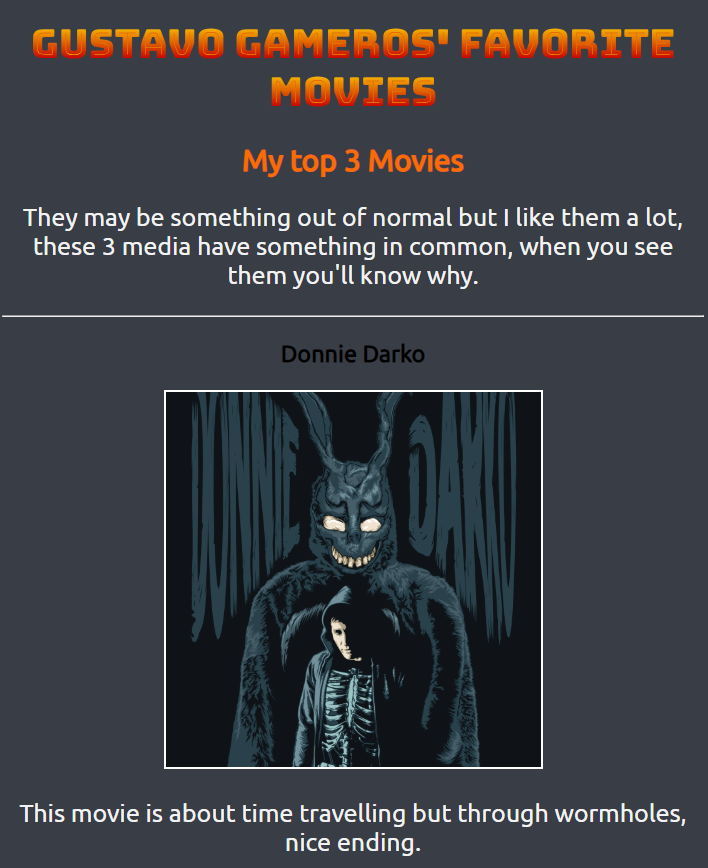 GUSTAVO GAMEROS' FAVORITE
MOVIES
My top 3 Movies
They may be something out of normal but I like them a lot,
these 3 media have something in common, when you see
them you'll know why.
Donnie Darko
DONNIE DARKO
This movie is about time travelling but through wormholes,
nice ending.